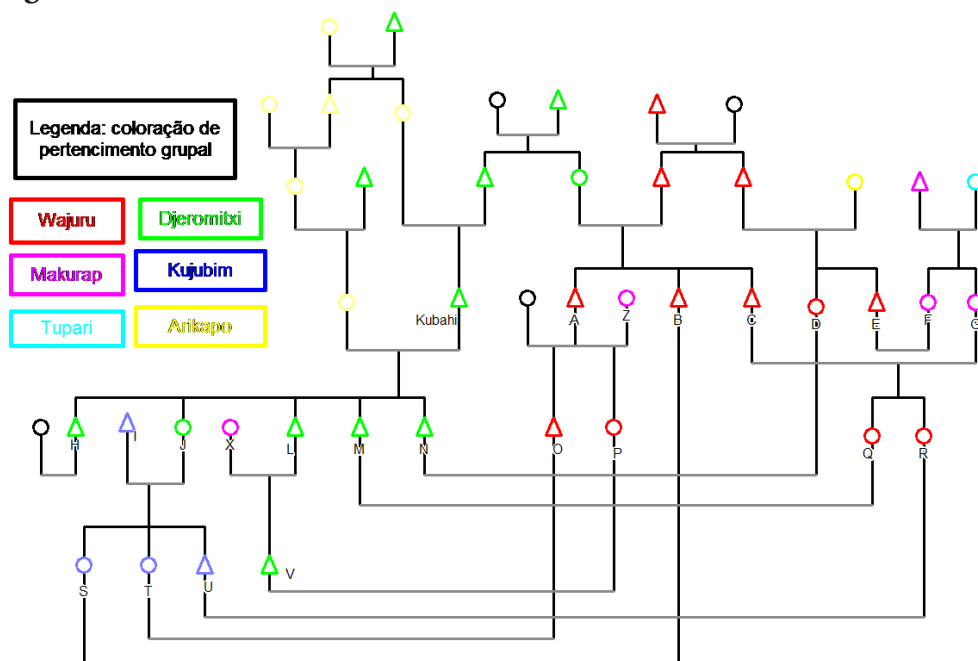 Legenda: coloração de
pertencimento grupal
Wajuru
Djeromitxi
Makurap
Kujubim
Tupari
Arikapo
Kubahi
A
Z
B
C
D
E
F
G
H
I
J
X
L
M
N
O
P
Q
R
S
T
U
V